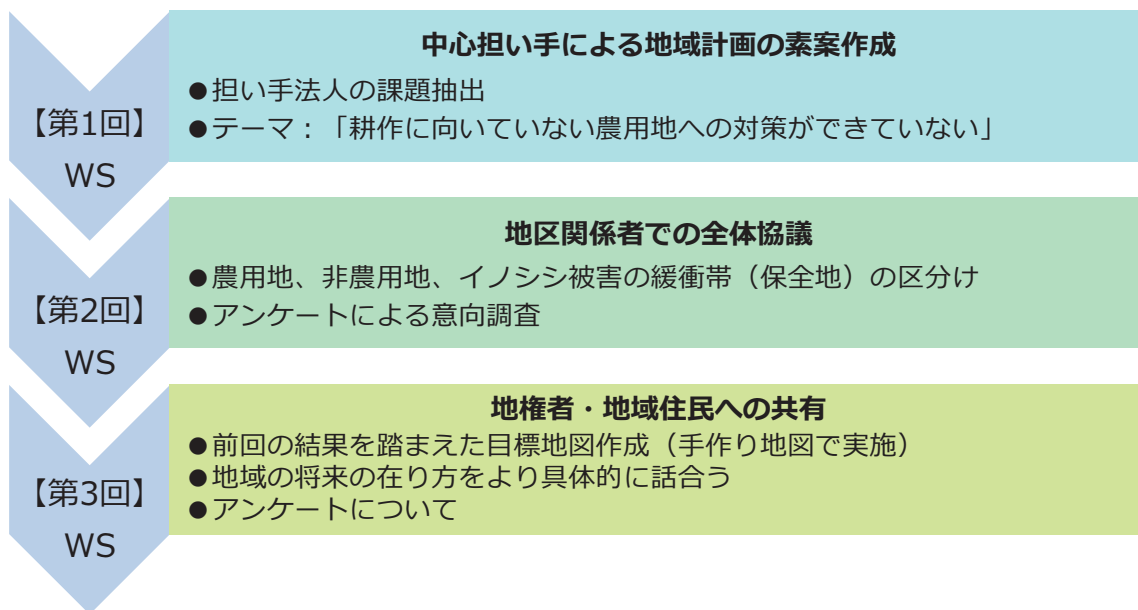 【第1回】
WS
中心担い手による地域計画の素案作成
●担い手法人の課題抽出
●テーマ：「耕作に向いていない農用地への対策ができていない」
【第2回】
WS
地区関係者での全体協議
●農用地、非農用地、イノシシ被害の緩衝帯（保全地）の区分け
●アンケートによる意向調査
【第3回】
WS
地権者・地域住民への共有
●前回の結果を踏まえた目標地図作成（手作り地図で実施）
●地域の将来の在り方をより具体的に話合う
●アンケートについて